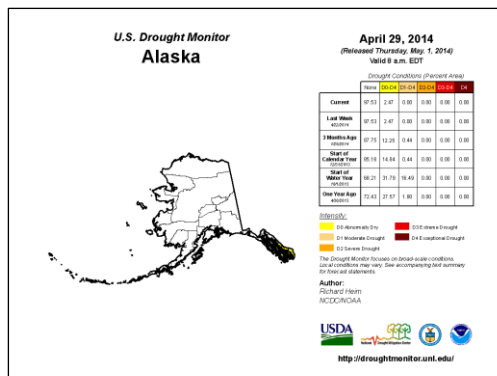 U.S. Drought Monitor
Alaska
April 29, 2014
(Released Thursday, May. 1, 2014)
Valid 8 a.m. EDT
Drought Conditions (Percent Area)
None D0-D4 D1-D4 D2-D4 D3-D4 D4
Current 97.53 2.47 0.00 0.00 0.00 0.00
Last Week 97.53 2.47 0.00 0.00 0.00 0.00
3 Months Ago 87.75 12.25 0.44 0.00 0.00 0.00
Start of Calendar Year 85.16 14.84 0.44 0.00 0.00 0.00
Start of Water Year 68.21 31.79 0.00 0.00 0.00
One Year Ago 72.43 27.57 1.80 0.00 0.00 0.00
Intensity:
D0 Abnormally Dry
D1 Moderate Drought
D2 Severe Drought
D3 Extreme Drought
D4 Exceptional Drought
The Drought Monitor focuses on broad-scale conditions.
Local conditions may vary. See accompanying text summary
for forecast statements.
Author:
Richard Heim
NCDC/NOAA
USDA
National Drought Mitigation Center
http://droughtmonitor.unl.edu/